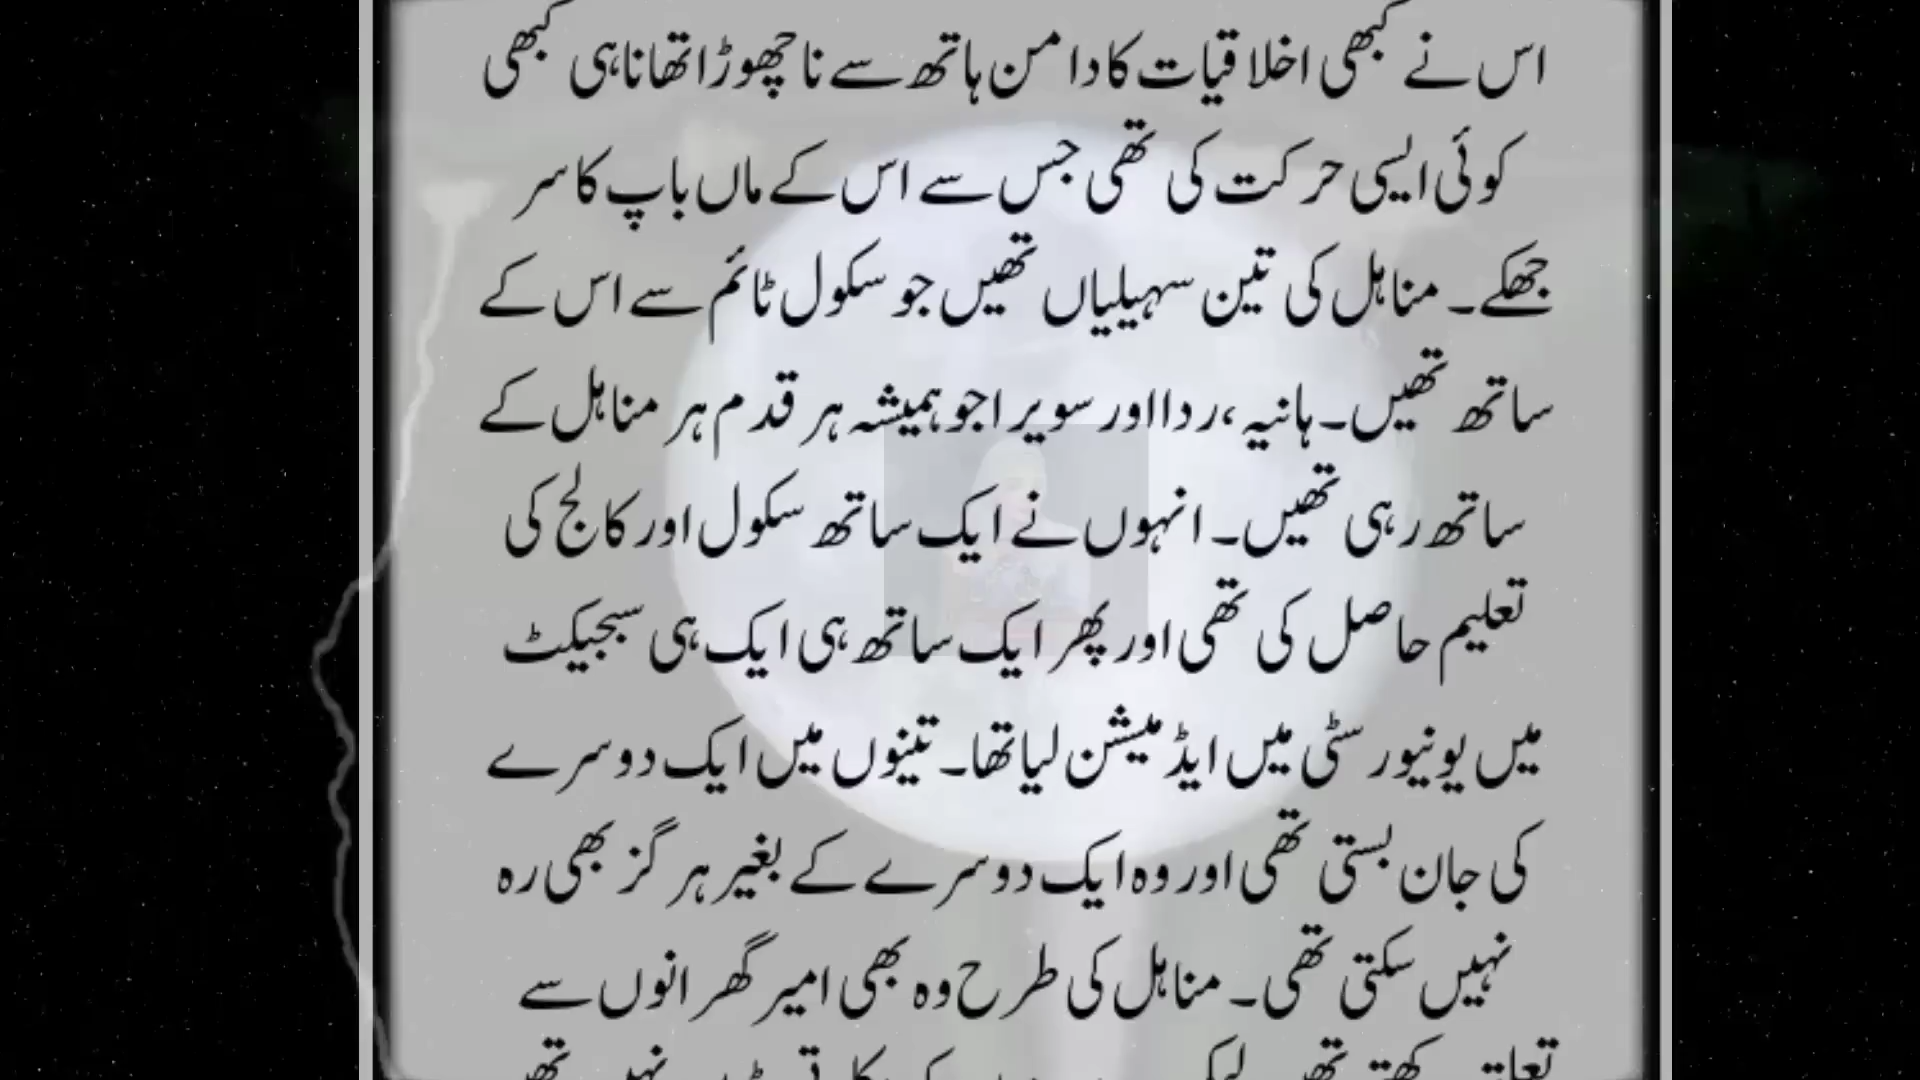 اس نے کبھی اخلاقیات کا دامن ہاتھ سے نا چھوڑا تھا نا ہی کبھی
کوئی ایسی حرکت کی تھی جس سے اس کے ماں باپ کا سر
جھکے۔ مناہل کی تین سہیلیاں تھیں جو سکول ٹائم سے اس کے
ساتھ تھیں۔ ہانیہ ،ردا اور سویرا جو ہمیشہ ہر قدم ہر مناہل کے
ساتھ رہی تھیں۔ انہوں نے ایک ساتھ سکول اور کالج کی
تعلیم حاصل کی تھی اور پھر ایک ساتھ ہی ایک ہی سبجیکٹ
میں یونیورسٹی میں ایڈمیشن لیا تھا۔ تینوں میں ایک دوسرے
کی جان بستی تھی اور وہ ایک دوسرے کے بغیر ہرگز بھی رہ
نہیں سکتی تھی۔ مناہل کی طرح وہ بھی امیر گھرانوں سے